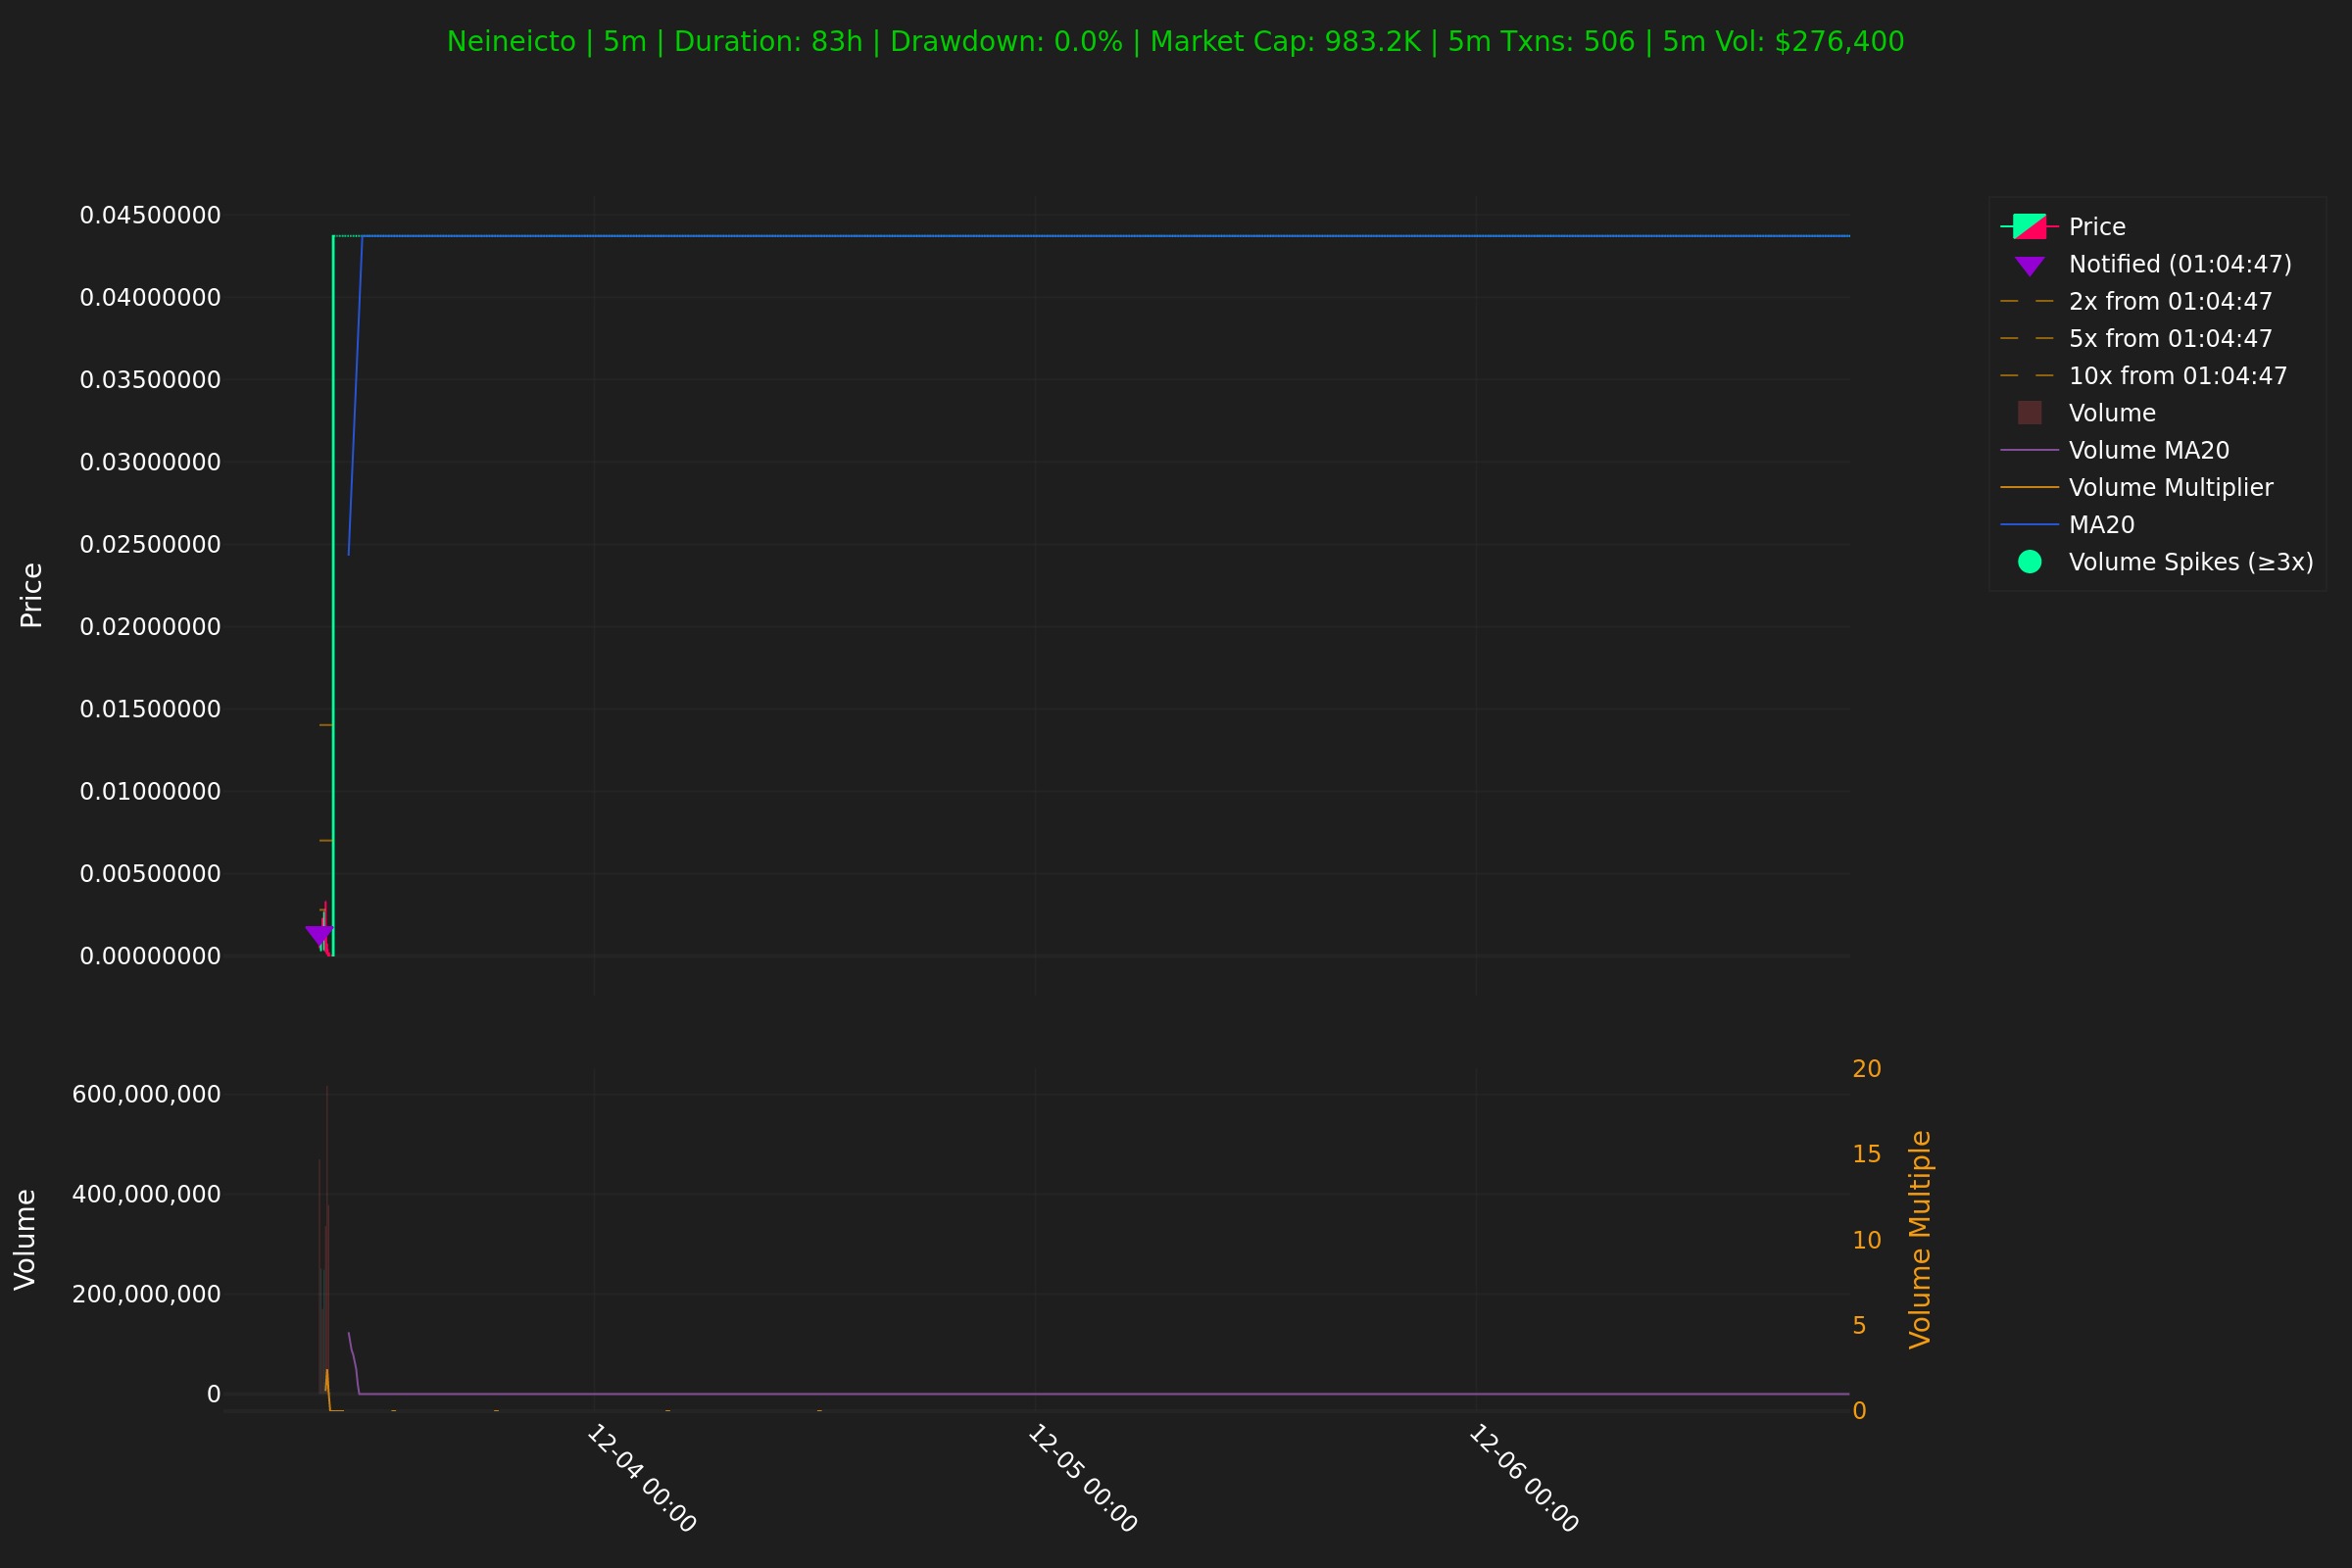 Neineicto | 5m | Duration: 83h | Drawdown: 0.0% | Market Cap: 983.2K | 5m Txns: 506 | 5m Vol: $276,400
Price
0.04500000
0.04000000
0.03500000
0.03000000
0.02500000
0.02000000
0.01500000
0.01000000
0.00500000
0.00000000
Price
Notified (01:04:47)
2x from 01:04:47
5x from 01:04:47
10x from 01:04:47
Volume
Volume MA20
Volume Multiplier
MA20
Volume Spikes (≥3x)
Volume
600,000,000
400,000,000
200,000,000
0
20
15
10
5
0
Volume Multiple
12-04 00:00
12-05 00:00
12-06 00:00